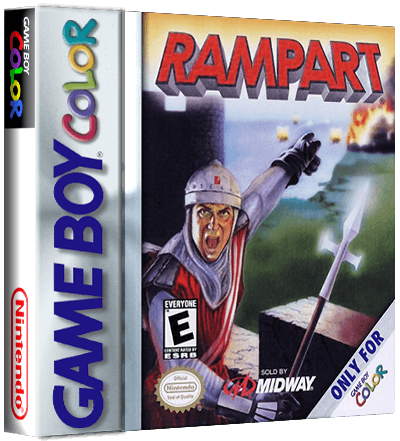 GAME BOY
COLOR
Nintendo
GAME BOY COLOR
RAMPART
EVERYONE
E
CONTENT RATED BY
ESRB
Official
Nintendo
Seal of Quality
SOLD BY
MIDWAY
ONLY FOR
GAME BOY
COLOR